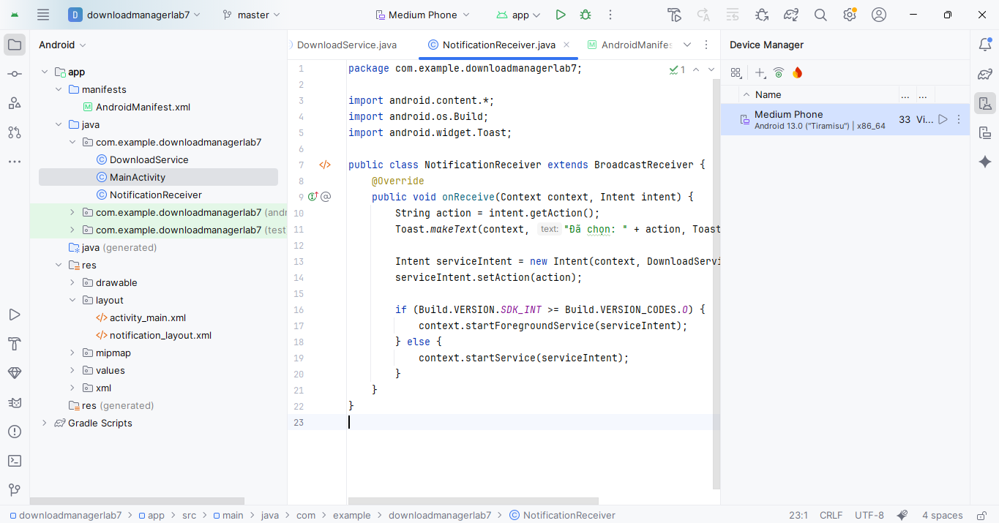 D downloadmanagerlab7 master Medium Phone app
Android
app
manifests
M AndroidManifest.xml
java
com.example.downloadmanagerlab7
© DownloadService
© MainActivity
© NotificationReceiver
com.example.downloadmanagerlab7 (andr
com.example.downloadmanagerlab7 (test
java (generated)
res
drawable
layout
</> activity_main.xml
</> notification_layout.xml
mipmap
values
xml
res (generated)
Gradle Scripts
DownloadService.java © NotificationReceiver.java M AndroidManifes
1 package com.example.downloadmanagerlab7; 1
2
3 import android.content.*;
4 import android.os.Build;
5 import android.widget.Toast;
6
7 </> public class NotificationReceiver extends BroadcastReceiver {
8 @Override
9 @ public void onReceive(Context context, Intent intent) {
10 String action = intent.getAction();
11 Toast.makeText(context, text: "Đã chọn: " + action, Toast
12
13 Intent serviceIntent = new Intent(context, DownloadServi
14 serviceIntent.setAction(action);
15
16 if (Build.VERSION.SDK_INT >= Build.VERSION_CODES.O) {
17 context.startForegroundService(serviceIntent);
18 } else {
19 context.startService(serviceIntent);
20 }
21 }
22 }
23
Device Manager
Name ... ...
Medium Phone 33 Vi...
Android 13.0 ("Tiramisu") | x86_64
downloadmanagerlab7 > app > src > main > java > com > example > downloadmanagerlab7 > © NotificationReceiver 23:1 CRLF UTF-8 4 spaces